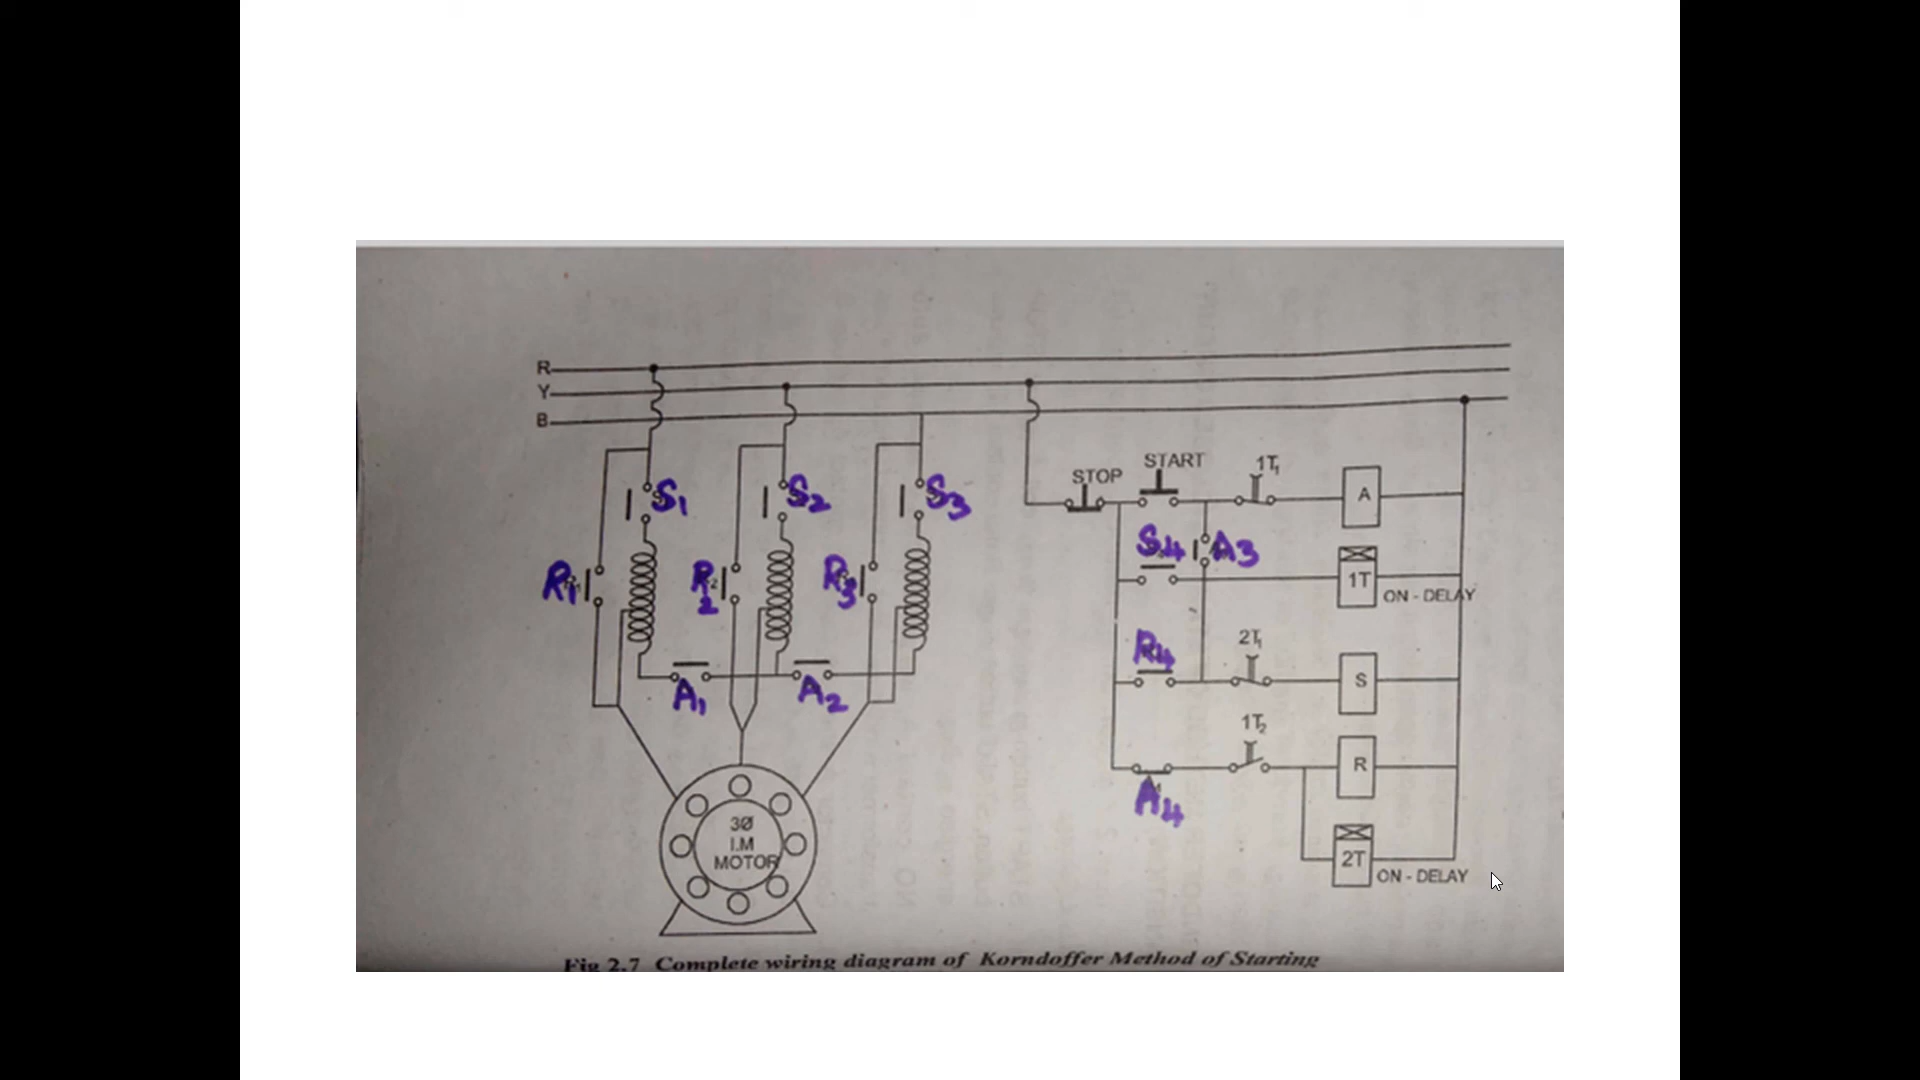 R
Y
B
S1
S2
S3
R1
R2
R3
A1
A2
3Ø
I.M
MOTOR
STOP
START
1T1
A
S4
A3
1T
ON - DELAY
R4
2T1
S
1T2
R
A4
2T
ON - DELAY
Fig 2.7 Complete wiring diagram of Korndoffer Method of Starting